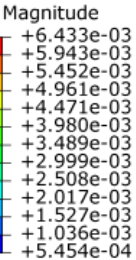 Magnitude
+6.433e-03
+5.943e-03
+5.452e-03
+4.961e-03
+4.471e-03
+3.980e-03
+3.489e-03
+2.999e-03
+2.508e-03
+2.017e-03
+1.527e-03
+1.036e-03
+5.454e-04